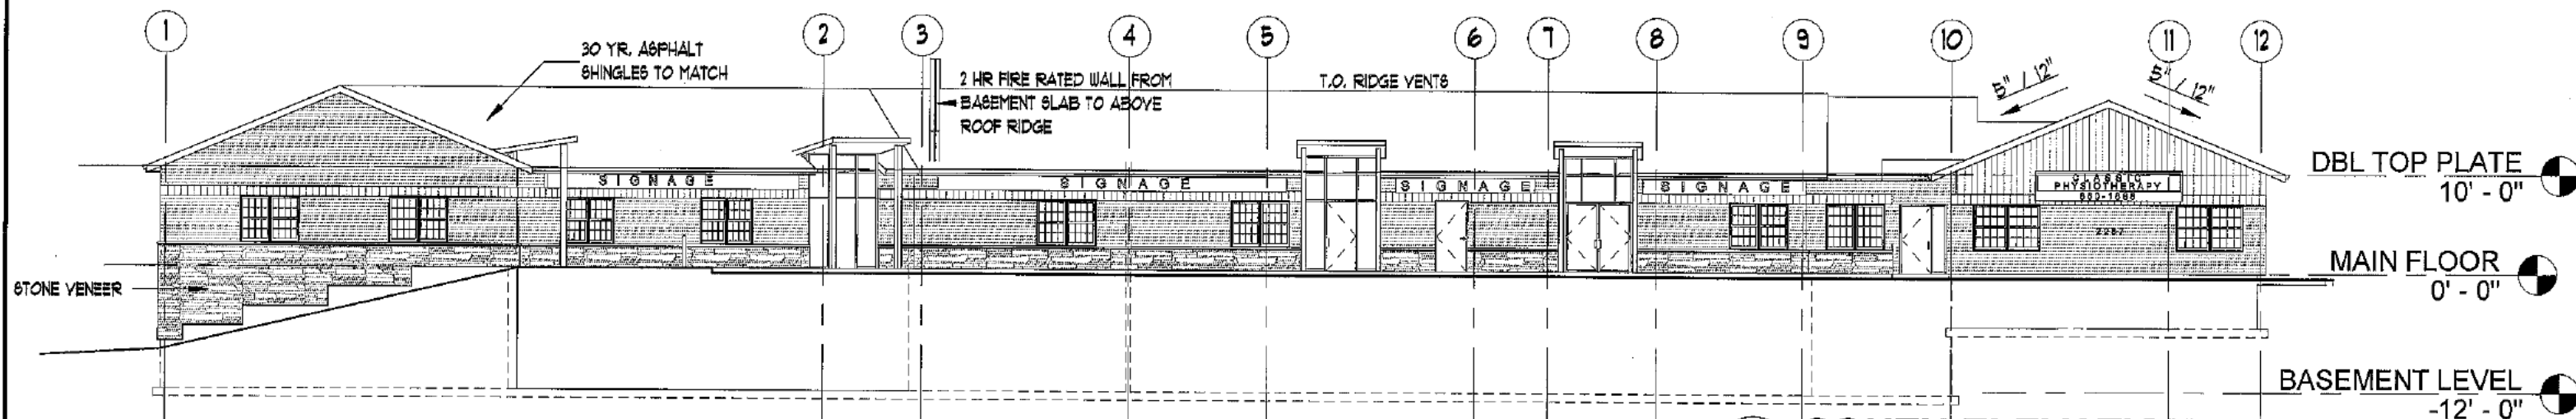 1 2 3 4 5 6 7 8 9 10 11 12
30 YR. ASPHALT
SHINGLES TO MATCH
2 HR FIRE RATED WALL FROM
BASEMENT SLAB TO ABOVE
ROOF RIDGE
T.O. RIDGE VENTS
5" / 12"
5" / 12"
DBL TOP PLATE
10' - 0"
SIGNAGE
SIGNAGE
SIGNAGE
SIGNAGE
CLASSIC
PHYSIOTHERAPY
MAIN FLOOR
0' - 0"
STONE VENEER
BASEMENT LEVEL
-12' - 0"